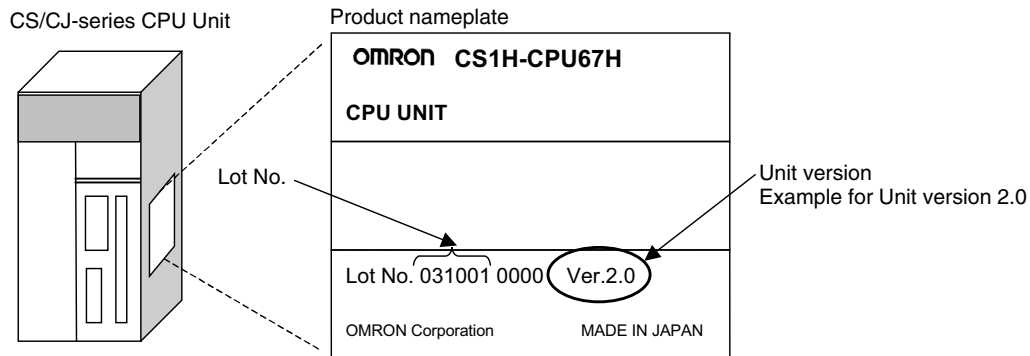 CS/CJ-series CPU Unit
Product nameplate
OMRON CS1H-CPU67H
CPU UNIT
Lot No.
Unit version
Example for Unit version 2.0
Lot No. 031001 0000 Ver.2.0
OMRON Corporation MADE IN JAPAN